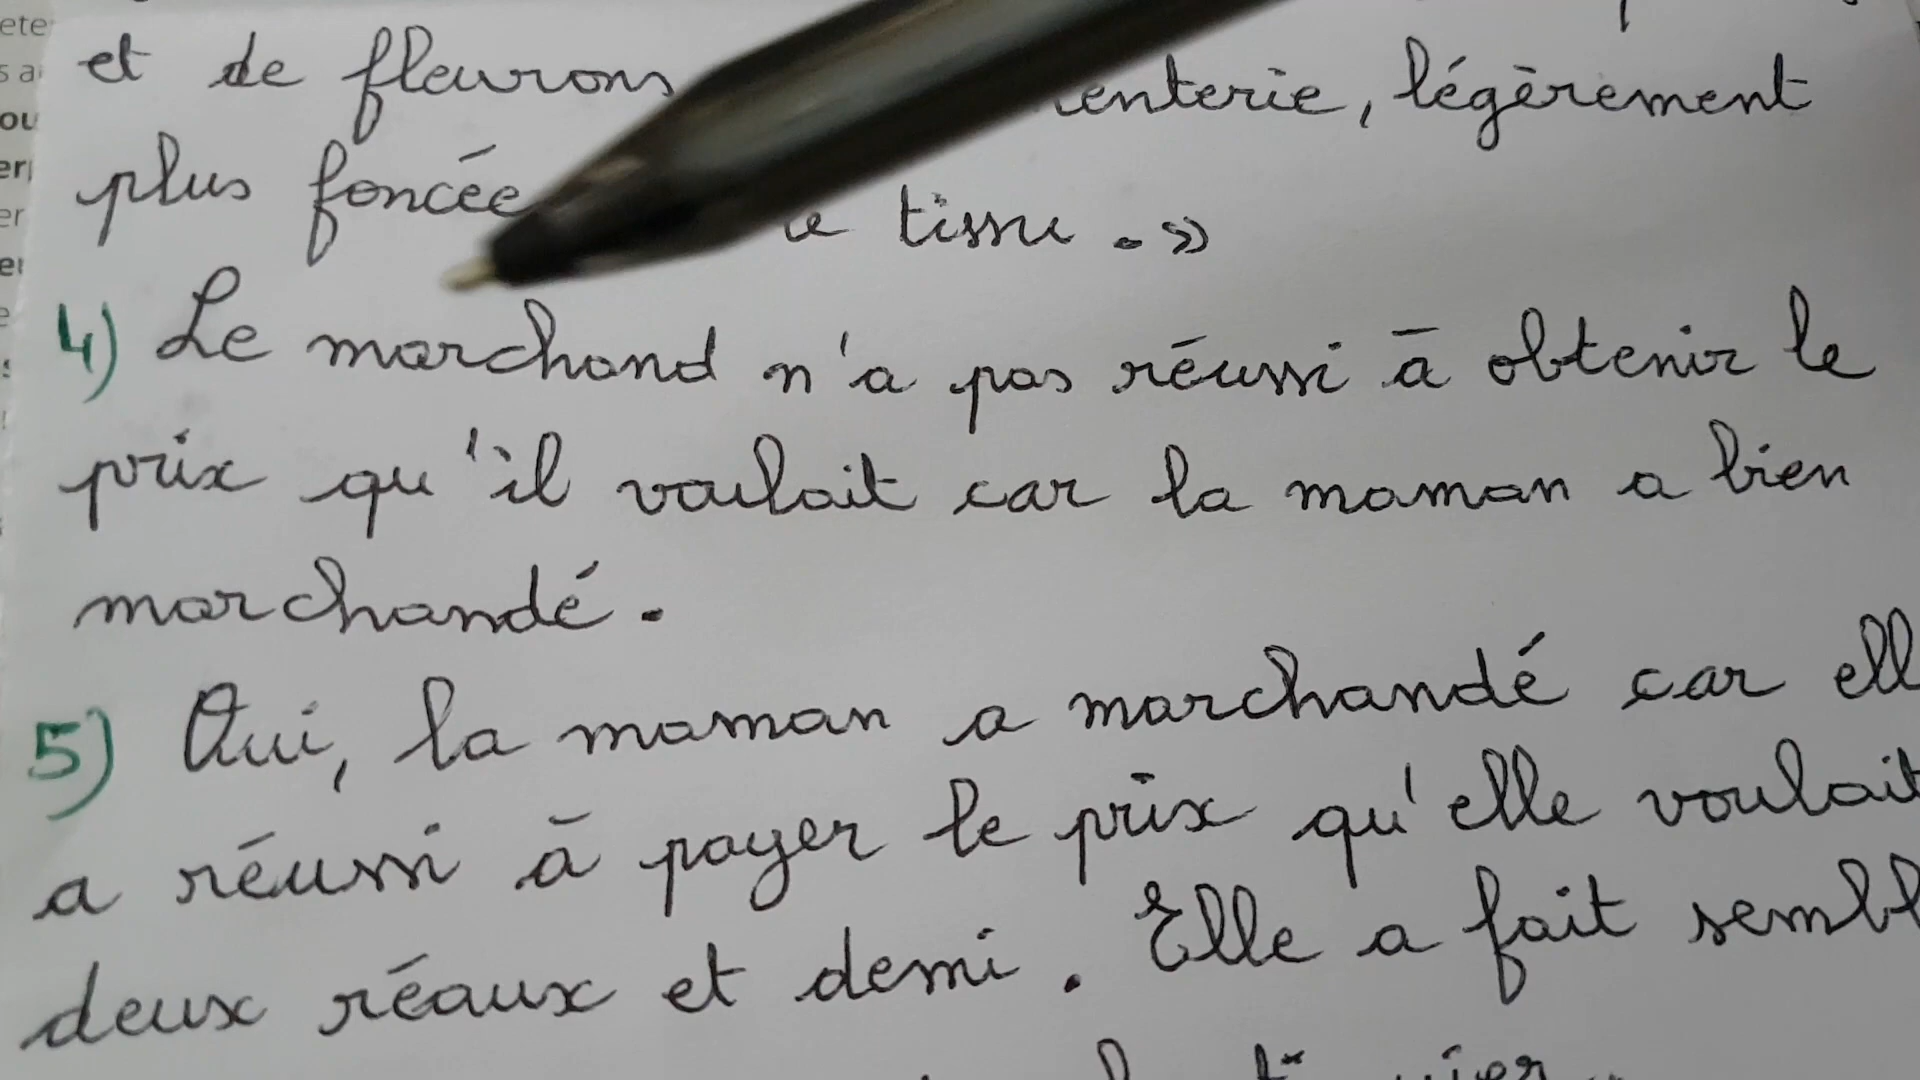 et de fleurons enterie, légèrement
plus foncée tissu. »
4) Le marchand n'a pas réussi à obtenir le
prix qu'il voulait car la maman a bien
marchandé.
5) Oui, la maman a marchandé car ell
a réussi à payer le prix qu'elle voulait
deux réaux et demi. Elle a fait sembl